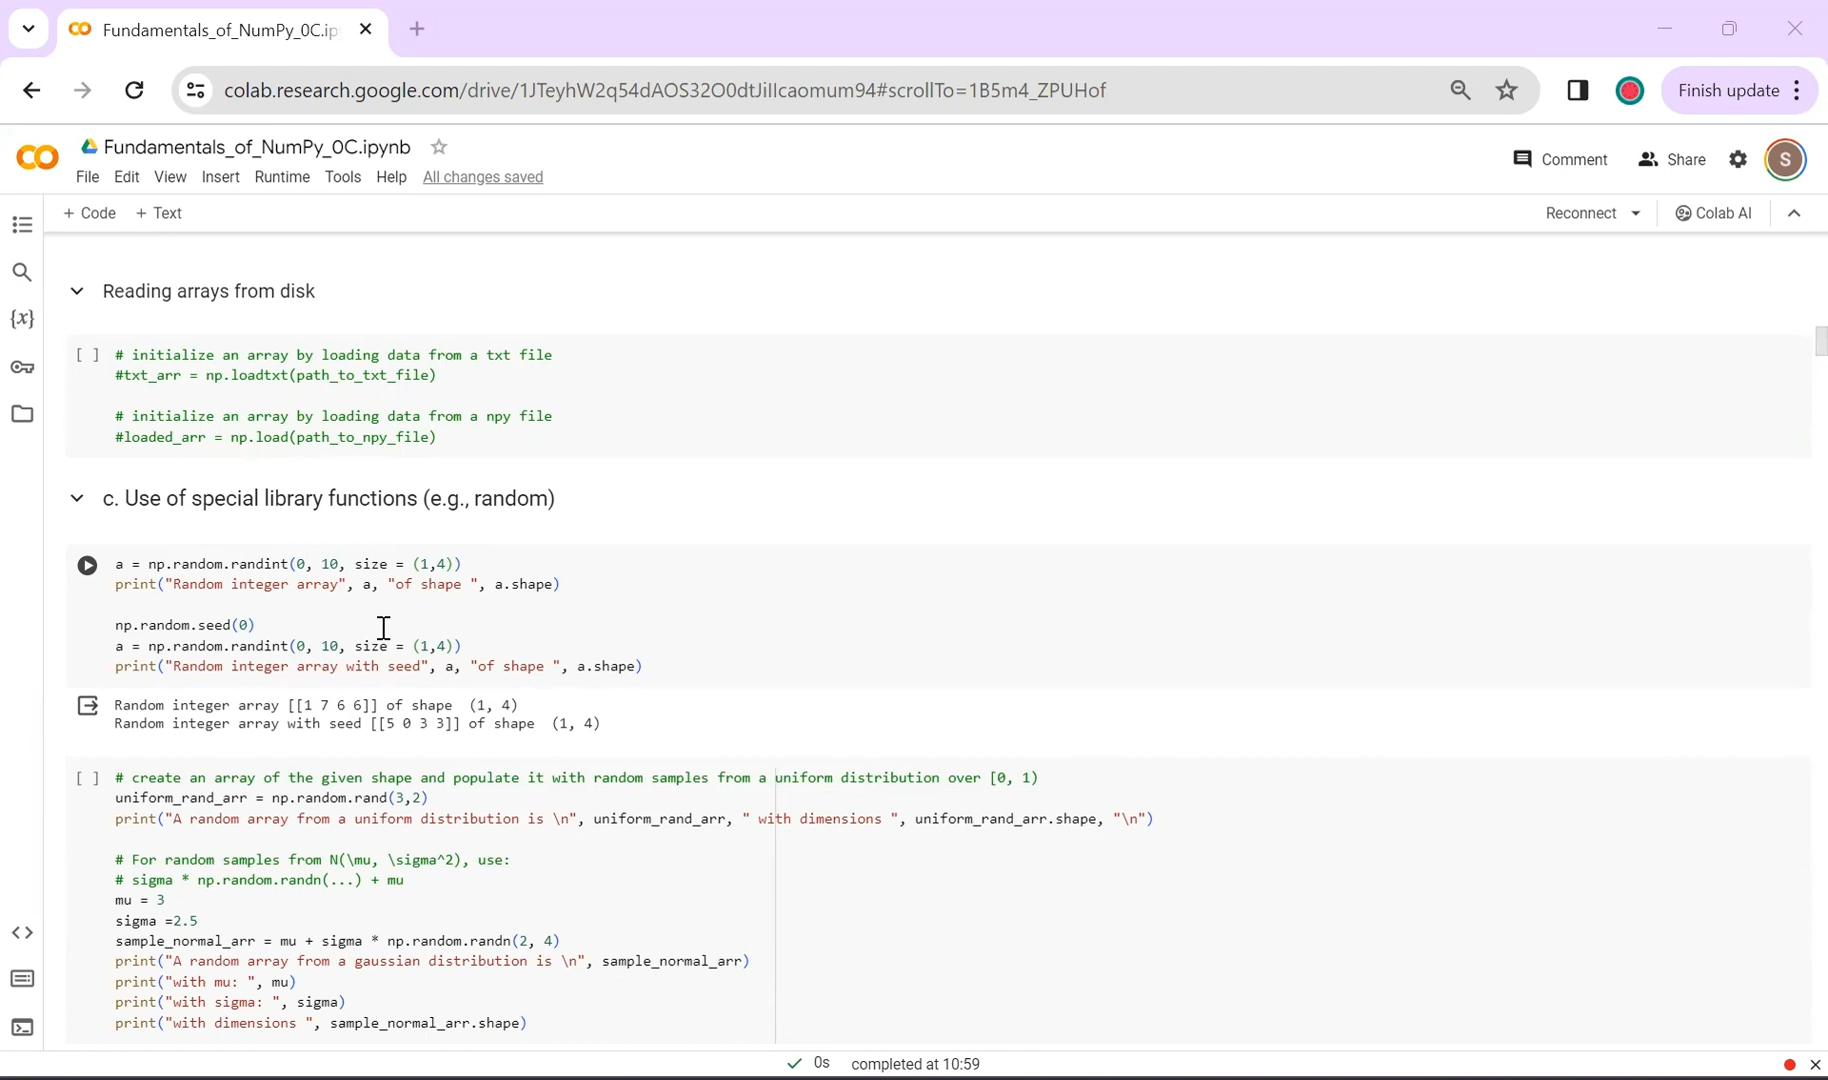 Fundamentals_of_NumPy_0C.ip
colab.research.google.com/drive/1JTeyhW2q54dAOS32O0dtJiIlcaomum94#scrollTo=1B5m4_ZPUHof
Finish update
Fundamentals_of_NumPy_0C.ipynb
Comment
Share
S
File Edit View Insert Runtime Tools Help All changes saved
+ Code + Text
Reconnect
Colab AI
Reading arrays from disk
[ ] # initialize an array by loading data from a txt file
#txt_arr = np.loadtxt(path_to_txt_file)
# initialize an array by loading data from a npy file
#loaded_arr = np.load(path_to_npy_file)
c. Use of special library functions (e.g., random)
a = np.random.randint(0, 10, size = (1,4))
print("Random integer array", a, "of shape ", a.shape)
np.random.seed(0)
a = np.random.randint(0, 10, size = (1,4))
print("Random integer array with seed", a, "of shape ", a.shape)
Random integer array [[1 7 6 6]] of shape  (1, 4)
Random integer array with seed [[5 0 3 3]] of shape  (1, 4)
[ ] # create an array of the given shape and populate it with random samples from a uniform distribution over [0, 1)
uniform_rand_arr = np.random.rand(3,2)
print("A random array from a uniform distribution is \n", uniform_rand_arr, " with dimensions ", uniform_rand_arr.shape, "\n")
# For random samples from N(\mu, \sigma^2), use:
# sigma * np.random.randn(...) + mu
mu = 3
sigma =2.5
sample_normal_arr = mu + sigma * np.random.randn(2, 4)
print("A random array from a gaussian distribution is \n", sample_normal_arr)
print("with mu: ", mu)
print("with sigma: ", sigma)
print("with dimensions ", sample_normal_arr.shape)
0s completed at 10:59